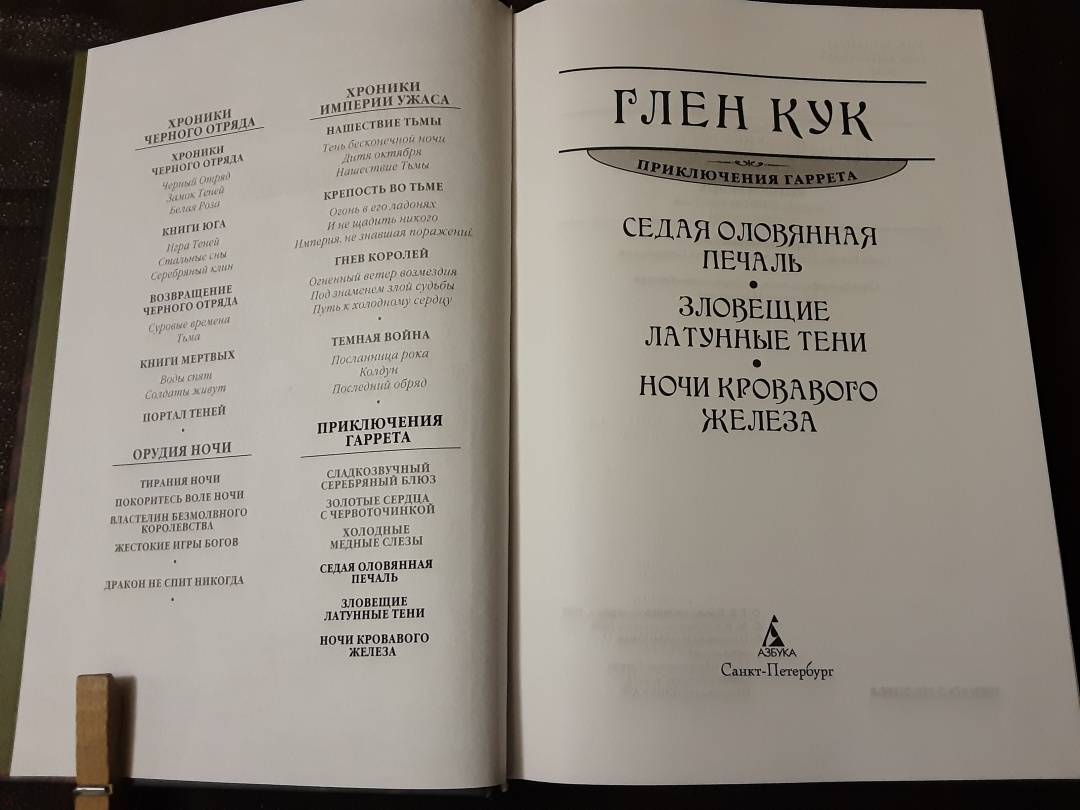 ХРОНИКИ
ЧЕРНОГО ОТРЯДА
ХРОНИКИ
ЧЕРНОГО ОТРЯДА
Черный Отряд
Замок Теней
Белая Роза
КНИГИ ЮГА
Игра Теней
Стальные сны
Серебряный клин
ВОЗВРАЩЕНИЕ
ЧЕРНОГО ОТРЯДА
Суровые времена
Тьма
КНИГИ МЕРТВЫХ
Воды спят
Солдаты живут
ПОРТАЛ ТЕНЕЙ
ОРУДИЯ НОЧИ
ТИРАНИЯ НОЧИ
ПОКОРИТЕСЬ ВОЛЕ НОЧИ
ВЛАСТЕЛИН БЕЗМОЛВНОГО
КОРОЛЕВСТВА
ЖЕСТОКИЕ ИГРЫ БОГОВ
ДРАКОН НЕ СПИТ НИКОГДА
ХРОНИКИ
ИМПЕРИИ УЖАСА
НАШЕСТВИЕ ТЬМЫ
Тень бесконечной ночи
Дитя октября
Нашествие Тьмы
КРЕПОСТЬ ВО ТЬМЕ
Огонь в его ладонях
И не щадить никого
Империя, не знавшая поражений
ГНЕВ КОРОЛЕЙ
Огненный ветер возмездия
Под знаменем злой судьбы
Путь к холодному сердцу
ТЕМНАЯ ВОЙНА
Посланница рока
Колдун
Последний обряд
ПРИКЛЮЧЕНИЯ
ГАРРЕТА
СЛАДКОЗВУЧНЫЙ
СЕРЕБРЯНЫЙ БЛЮЗ
ЗОЛОТЫЕ СЕРДЦА
С ЧЕРВОТОЧИНКОЙ
ХОЛОДНЫЕ
МЕДНЫЕ СЛЕЗЫ
СЕДАЯ ОЛОВЯННАЯ
ПЕЧАЛЬ
ЗЛОВЕЩИЕ
ЛАТУННЫЕ ТЕНИ
НОЧИ КРОВАВОГО
ЖЕЛЕЗА
ГЛЕН КУК
ПРИКЛЮЧЕНИЯ ГАРРЕТА
СЕДАЯ ОЛОВЯННАЯ
ПЕЧАЛЬ
•
ЗЛОВЕЩИЕ
ЛАТУННЫЕ ТЕНИ
•
НОЧИ КРОВАВОГО
ЖЕЛЕЗА
АЗБУКА
Санкт-Петербург